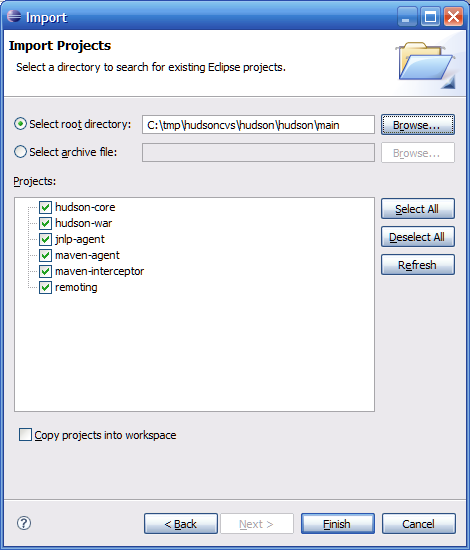 Import
Import Projects
Select a directory to search for existing Eclipse projects.
Select root directory: C:\tmp\hudsoncvs\hudson\hudson\main Browse...
Select archive file: Browse...
Projects:
hudson-core
hudson-war
jnlp-agent
maven-agent
maven-interceptor
remoting
Select All
Deselect All
Refresh
Copy projects into workspace
? < Back Next > Finish Cancel